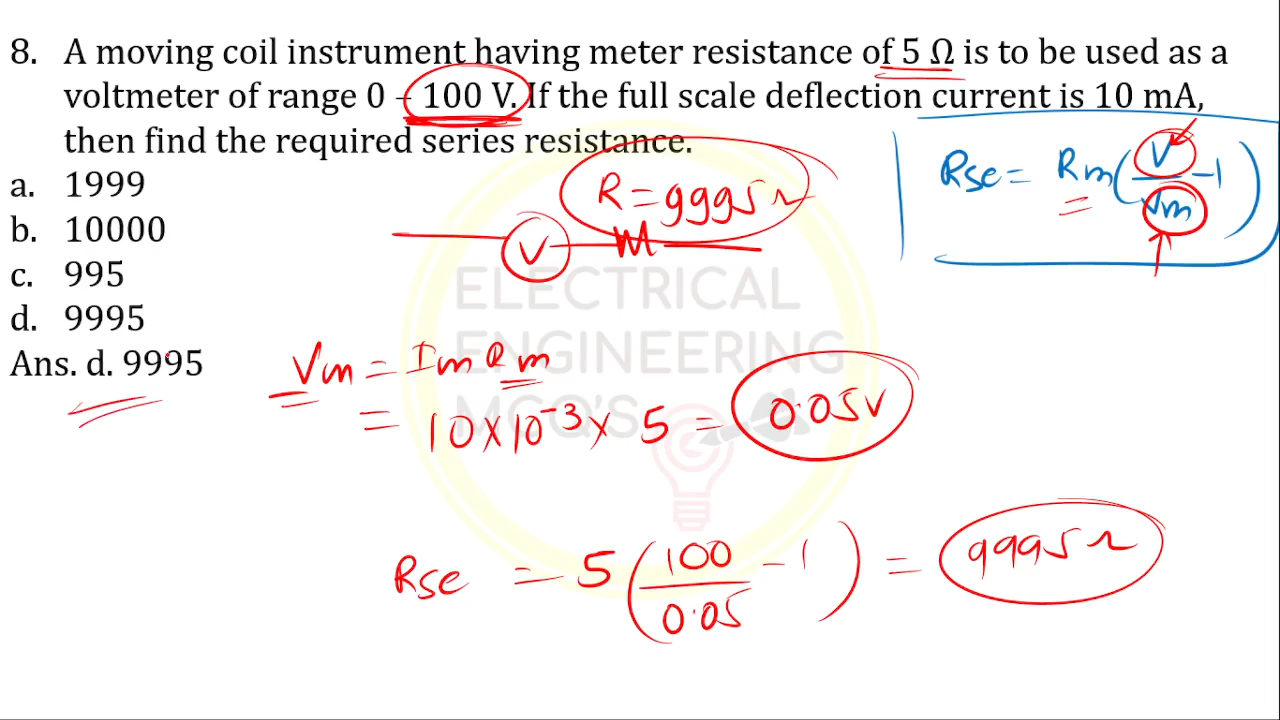 8. A moving coil instrument having meter resistance of 5 Ω is to be used as a
voltmeter of range 0 – 100 V. If the full scale deflection current is 10 mA,
then find the required series resistance.
Rse = Rm(V/Vm - 1)
a. 1999
R = 9995 Ω
b. 10000
V
c. 995
d. 9995
Ans. d. 9995
ELECTRICAL
ENGINEERING
MCQ'S
Vm = Im Rm
= 10 x 10⁻³ x 5 = 0.05V
Rse = 5(100/0.05 - 1) = 9995 Ω